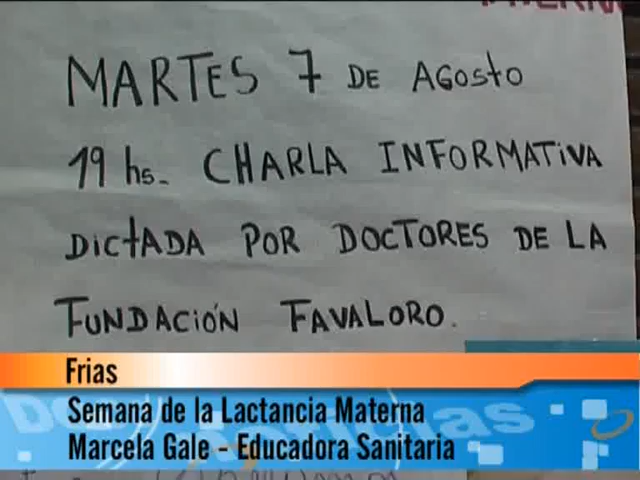 MARTES 7 DE AGOSTO
19 hs. CHARLA INFORMATIVA
DICTADA POR DOCTORES DE LA
FUNDACIÓN FAVALORO.
Frias
Semana de la Lactancia Materna
Marcela Gale - Educadora Sanitaria